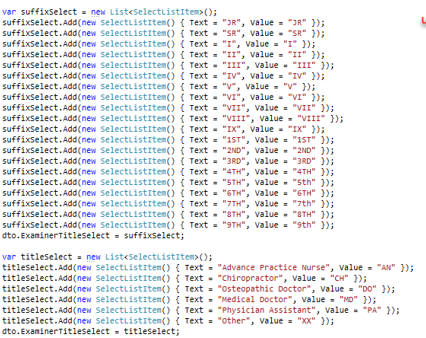 var suffixSelect = new List<SelectListItem>();
suffixSelect.Add(new SelectListItem() { Text = "JR", Value = "JR" });
suffixSelect.Add(new SelectListItem() { Text = "SR", Value = "SR" });
suffixSelect.Add(new SelectListItem() { Text = "I", Value = "I" });
suffixSelect.Add(new SelectListItem() { Text = "II", Value = "II" });
suffixSelect.Add(new SelectListItem() { Text = "III", Value = "III" });
suffixSelect.Add(new SelectListItem() { Text = "IV", Value = "IV" });
suffixSelect.Add(new SelectListItem() { Text = "V", Value = "V" });
suffixSelect.Add(new SelectListItem() { Text = "VI", Value = "VI" });
suffixSelect.Add(new SelectListItem() { Text = "VII", Value = "VII" });
suffixSelect.Add(new SelectListItem() { Text = "VIII", Value = "VIII" });
suffixSelect.Add(new SelectListItem() { Text = "IX", Value = "IX" });
suffixSelect.Add(new SelectListItem() { Text = "1ST", Value = "1ST" });
suffixSelect.Add(new SelectListItem() { Text = "2ND", Value = "2ND" });
suffixSelect.Add(new SelectListItem() { Text = "3RD", Value = "3RD" });
suffixSelect.Add(new SelectListItem() { Text = "4TH", Value = "4TH" });
suffixSelect.Add(new SelectListItem() { Text = "5TH", Value = "5th" });
suffixSelect.Add(new SelectListItem() { Text = "6TH", Value = "6TH" });
suffixSelect.Add(new SelectListItem() { Text = "7TH", Value = "7th" });
suffixSelect.Add(new SelectListItem() { Text = "8TH", Value = "8TH" });
suffixSelect.Add(new SelectListItem() { Text = "9TH", Value = "9th" });
dto.ExaminerTitleSelect = suffixSelect;
var titleSelect = new List<SelectListItem>();
titleSelect.Add(new SelectListItem() { Text = "Advance Practice Nurse", Value = "AN" });
titleSelect.Add(new SelectListItem() { Text = "Chiropractor", Value = "CH" });
titleSelect.Add(new SelectListItem() { Text = "Osteopathic Doctor", Value = "DO" });
titleSelect.Add(new SelectListItem() { Text = "Medical Doctor", Value = "MD" });
titleSelect.Add(new SelectListItem() { Text = "Physician Assistant", Value = "PA" });
titleSelect.Add(new SelectListItem() { Text = "Other", Value = "XX" });
dto.ExaminerTitleSelect = titleSelect;